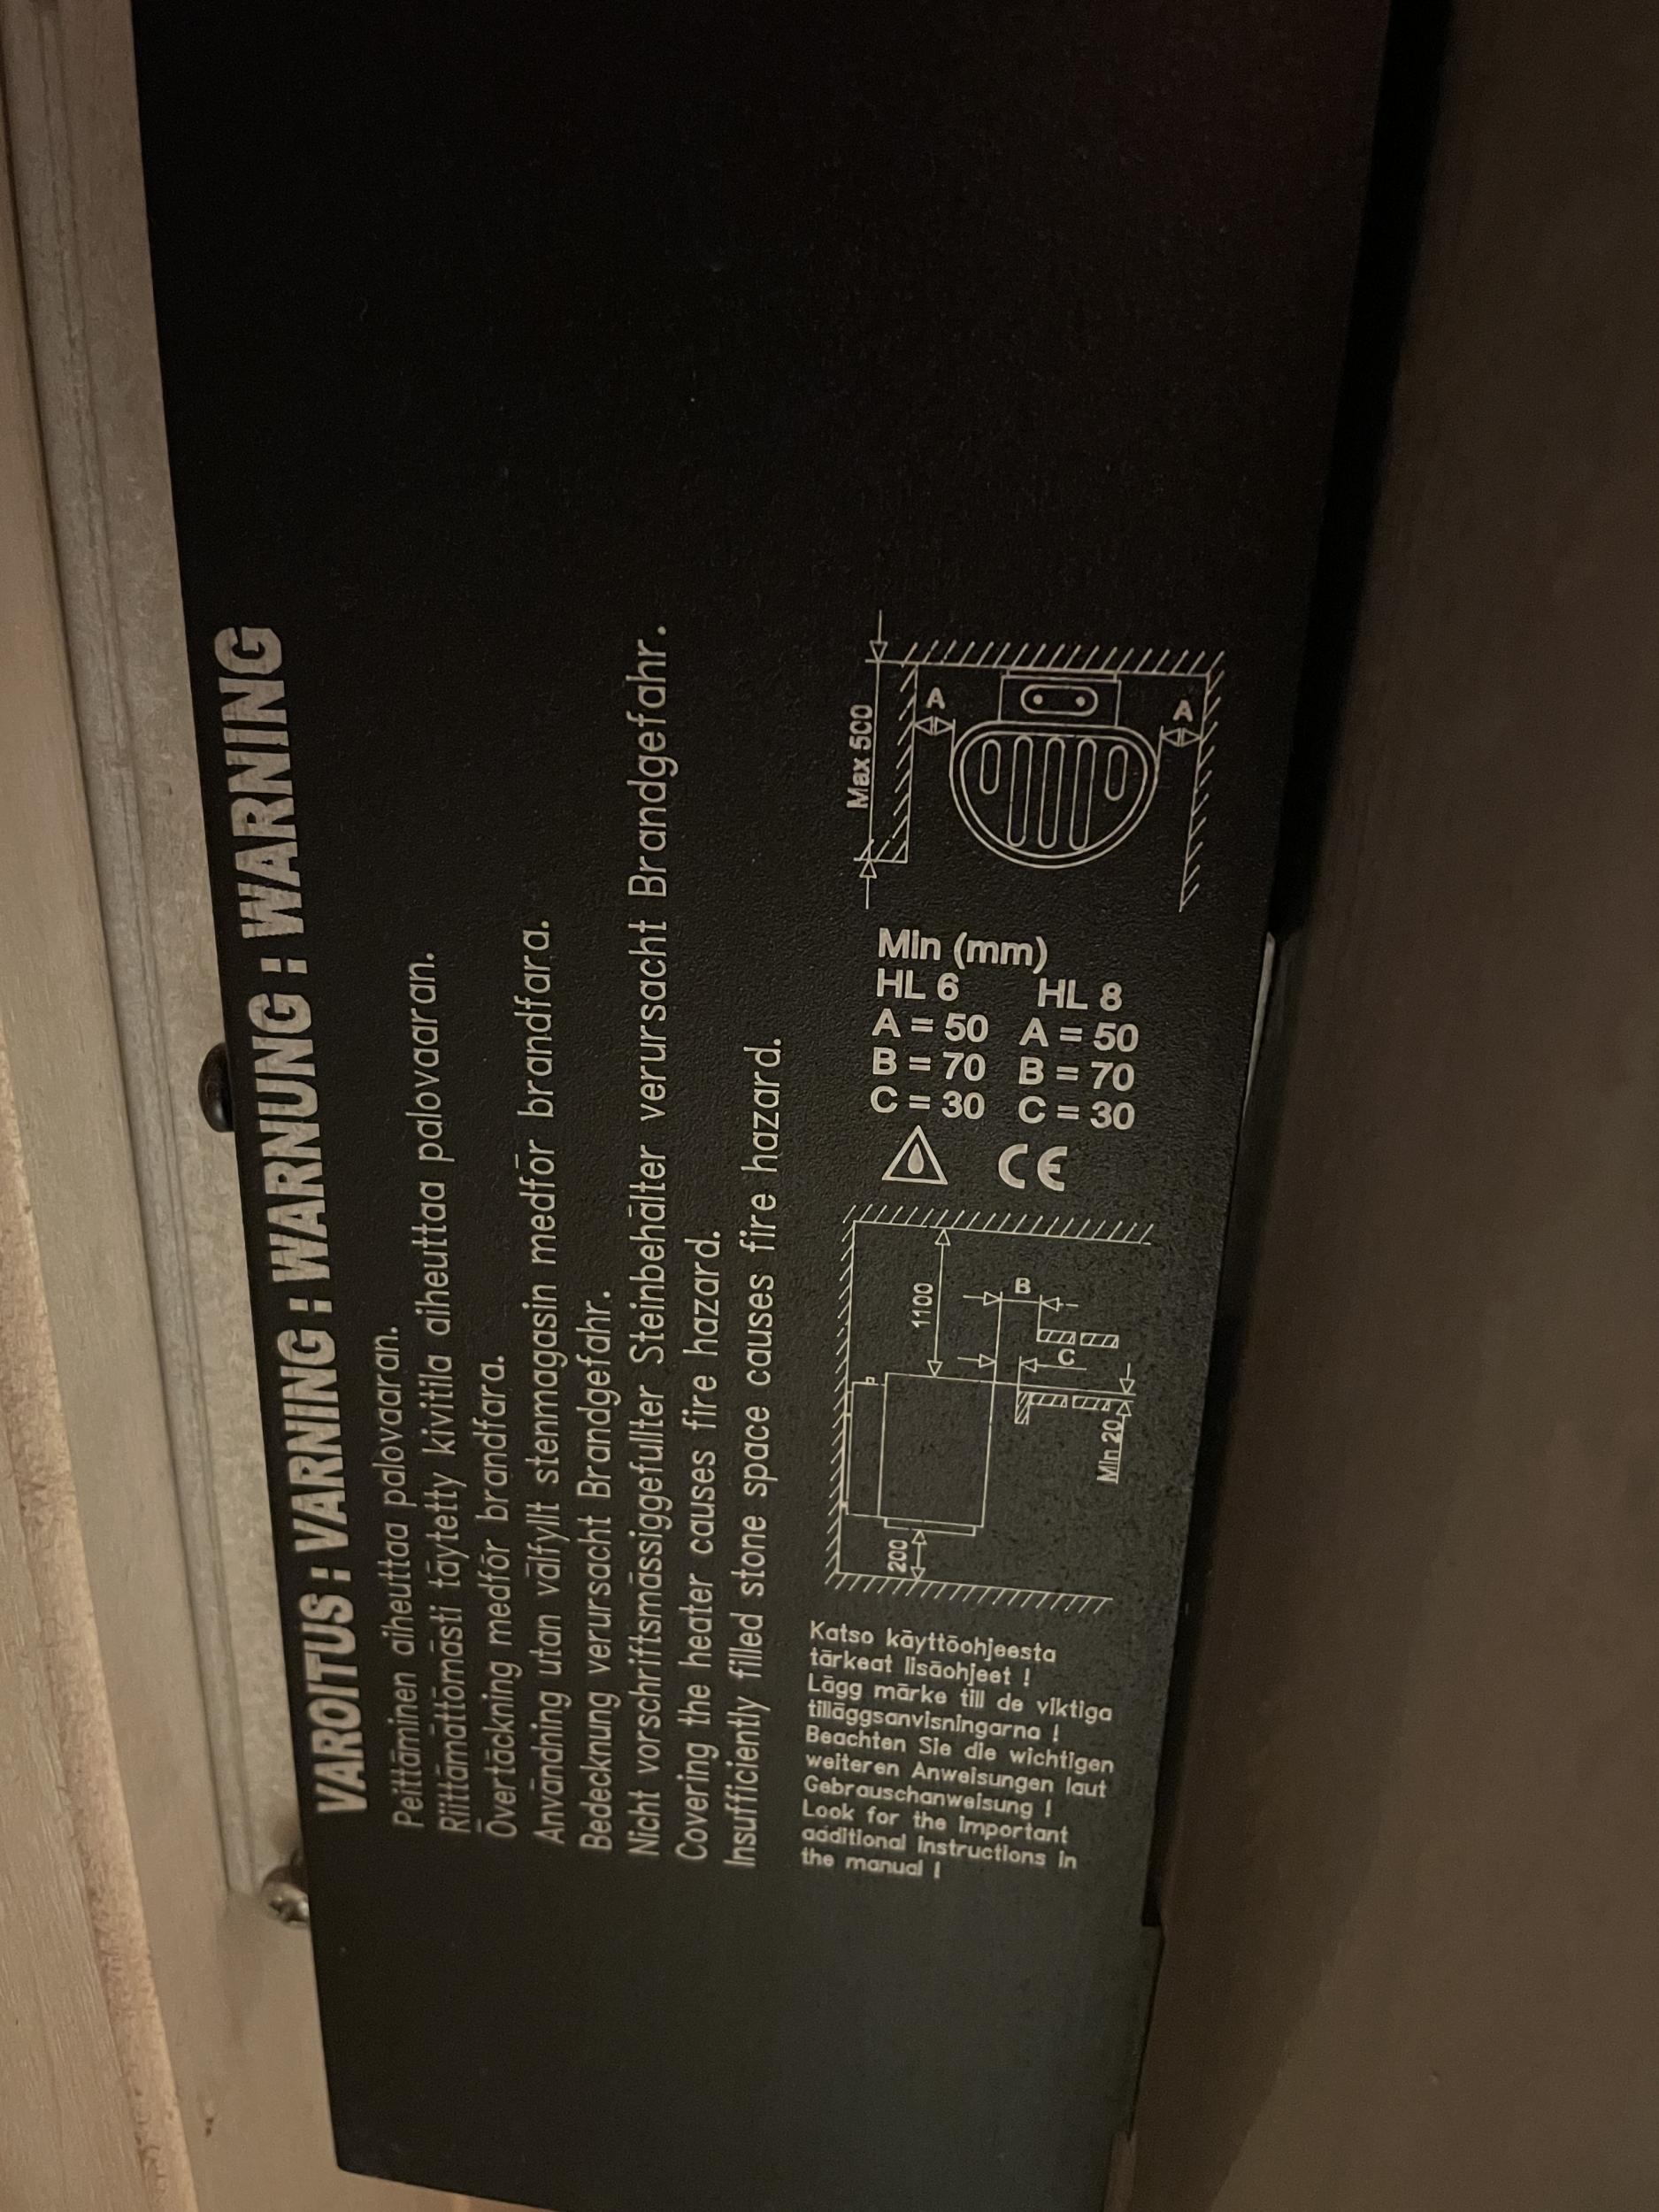 VAROITUS : VARNING : WARNUNG : WARNING
Peittäminen aiheuttaa palovaaran.
Riittämättömästi täytetty kivitila aiheuttaa palovaaran.
Övertäckning medför brandfara.
Användning utan välfyllt stenmagasin medför brandfara.
Bedecknung verursacht Brandgefahr.
Nicht vorschriftsmässiggefullter Steinbehälter verursacht Brandgefahr.
Covering the heater causes fire hazard.
Insufficiently filled stone space causes fire hazard.
Katso käyttöohjeesta
tärkeat lisäohjeet !
Lägg märke till de viktiga
tilläggsanvisningarna !
Beachten Sie die wichtigen
weiteren Anweisungen laut
Gebrauschanweisung !
Look for the important
additional instructions in
the manual !
200
1100
B
C
Min 20
CE
Min (mm)
HL 6 HL 8
A = 50 A = 50
B = 70 B = 70
C = 30 C = 30
Max 500
A
A